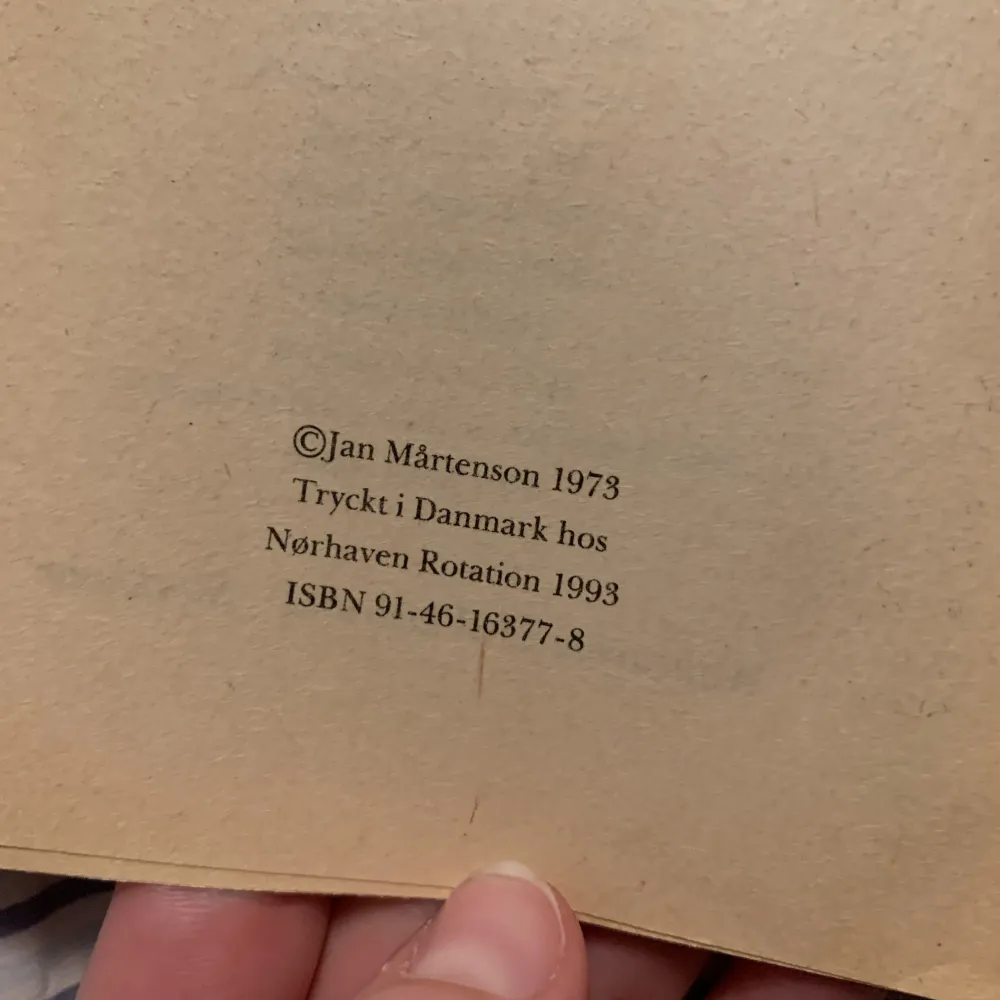 ©Jan Mårtenson 1973
Tryckt i Danmark hos
Nørhaven Rotation 1993
ISBN 91-46-16377-8